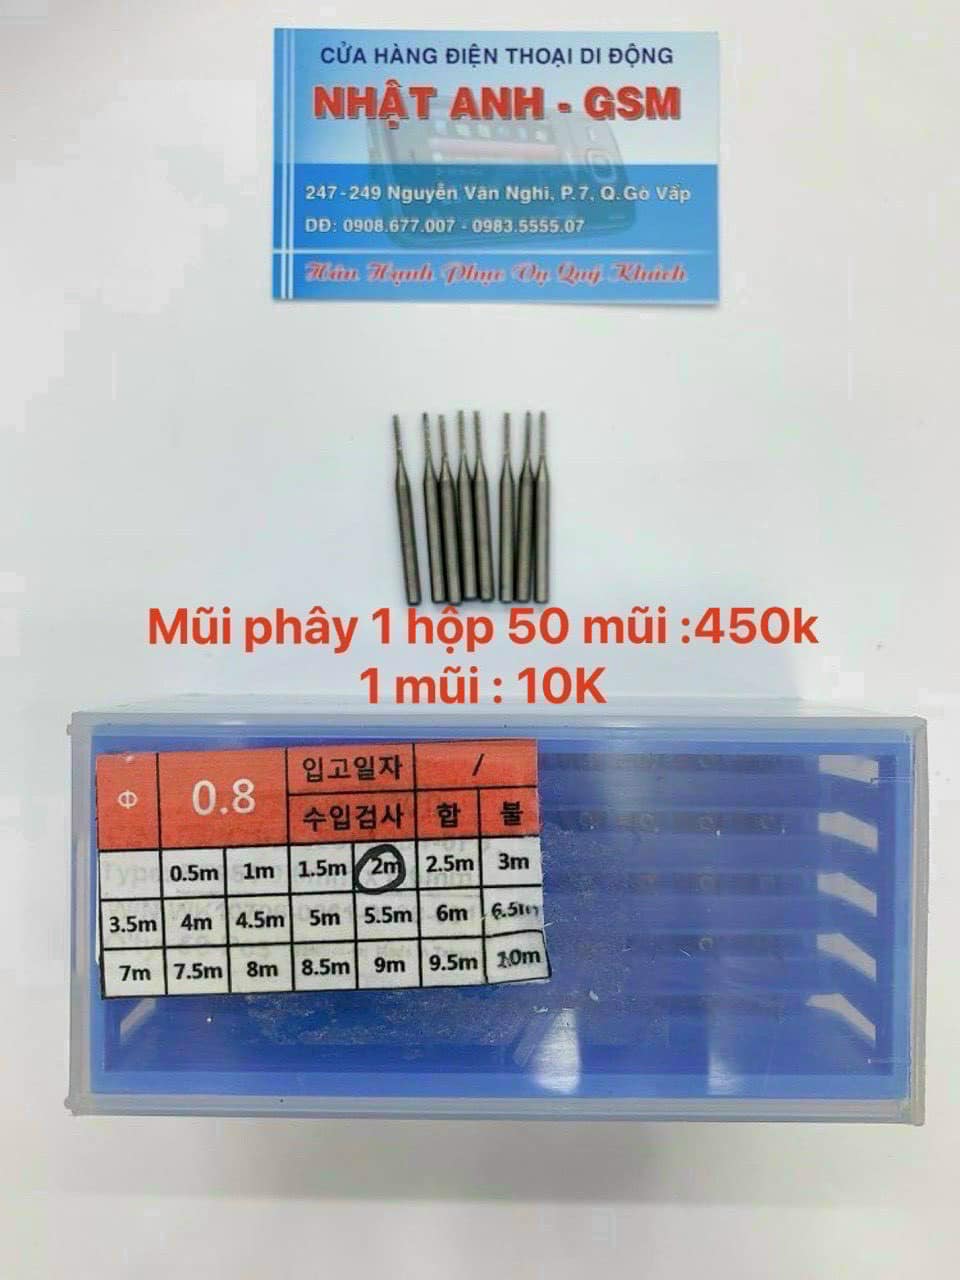 CỬA HÀNG ĐIỆN THOẠI DI ĐỘNG
NHẬT ANH - GSM
247-249 Nguyễn Văn Nghi, P.7, Q.Gò Vấp
DĐ: 0908.677.007 - 0983.5555.07
Hân Hạnh Phục Vụ Quý Khách
Mũi phây 1 hộp 50 mũi :450k
1 mũi : 10K
Φ 0.8 입고일자 /
수입검사 합 불
0.5m 1m 1.5m 2m 2.5m 3m
3.5m 4m 4.5m 5m 5.5m 6m 6.5m
7m 7.5m 8m 8.5m 9m 9.5m 10m